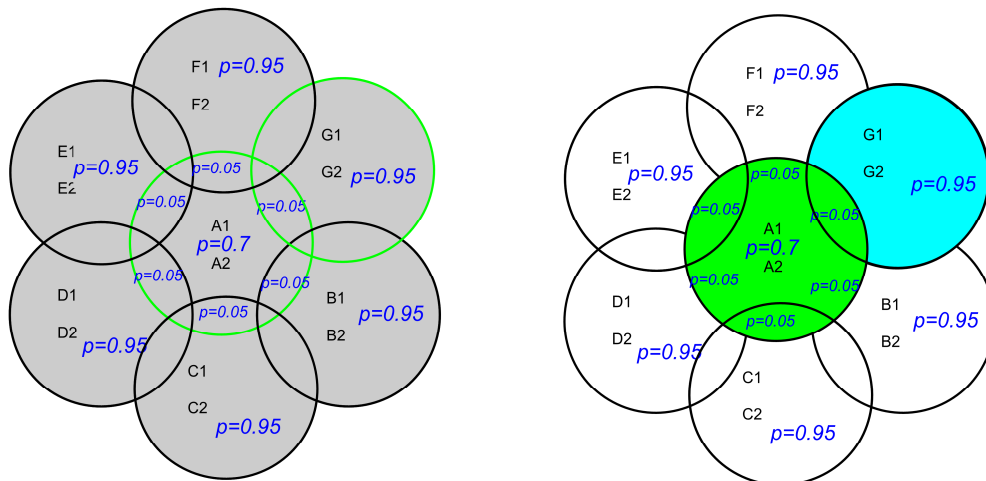 F1 p=0.95
F2
E1 p=0.95
E2
G1
G2 p=0.95
p=0.05
p=0.05
p=0.05
A1
p=0.7
A2
p=0.05
p=0.05
p=0.05
D1
D2 p=0.95
B1 p=0.95
B2
C1
C2 p=0.95
F1 p=0.95
F2
E1 p=0.95
E2
G1
G2 p=0.95
p=0.05
p=0.05
p=0.05
A1
p=0.7
A2
p=0.05
p=0.05
p=0.05
D1
D2 p=0.95
B1 p=0.95
B2
C1
C2 p=0.95